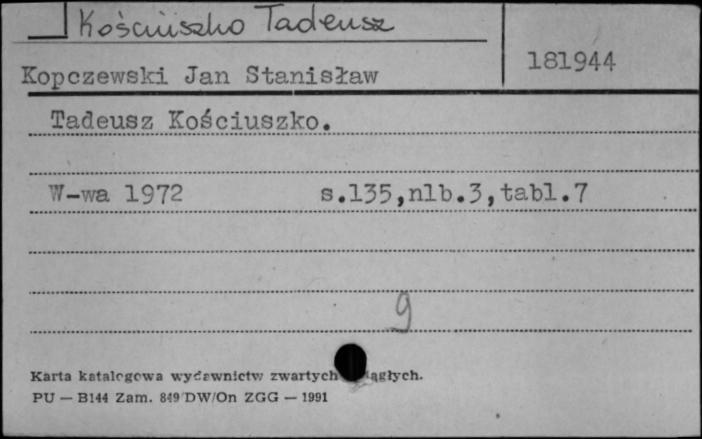 Kościuszko Tadeusz
Kopczewski Jan Stanisław
181944
Tadeusz Kościuszko.
W-wa 1972 s.135,nlb.3,tabl.7
9
Karta katalogowa wydawnictw zwartych
PU — B144 Zam. 849/DW/On ZGG — 1991